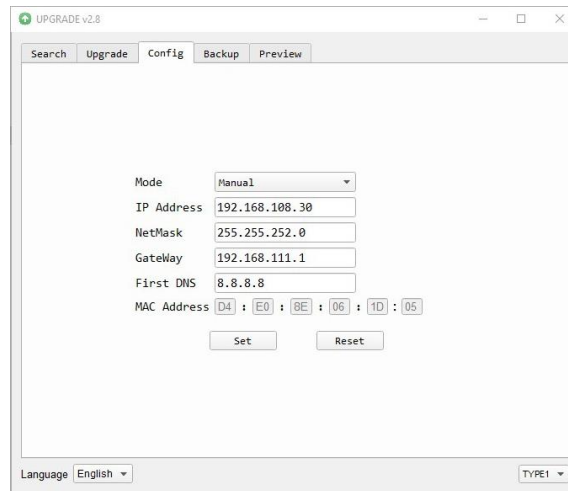 UPGRADE v2.8
Search Upgrade Config Backup Preview
Mode Manual
IP Address 192.168.108.30
NetMask 255.255.252.0
GateWay 192.168.111.1
First DNS 8.8.8.8
MAC Address D4 : E0 : 8E : 06 : 1D : 05
Set Reset
Language English TYPE1